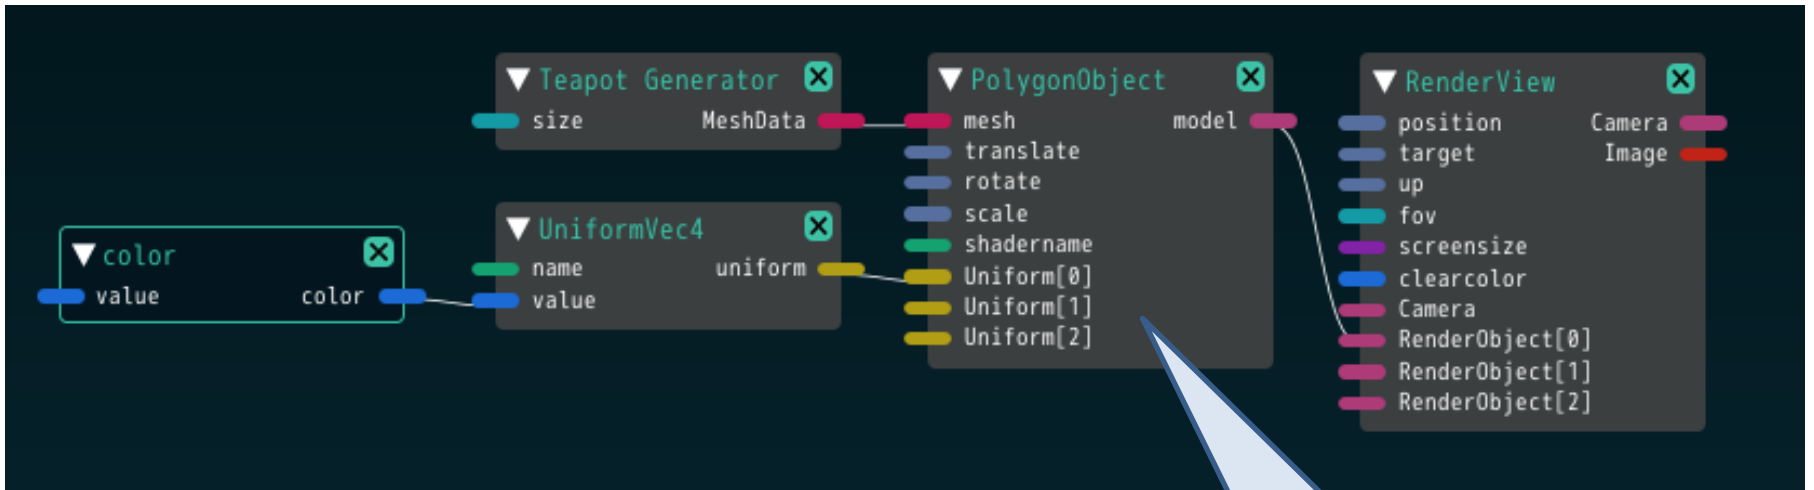 Teapot Generator
size MeshData
PolygonObject
mesh model
translate
rotate
scale
shadername
Uniform[0]
Uniform[1]
Uniform[2]
RenderView
position Camera
target Image
up
fov
screensize
clearcolor
Camera
RenderObject[0]
RenderObject[1]
RenderObject[2]
UniformVec4
name uniform
value
color
value color